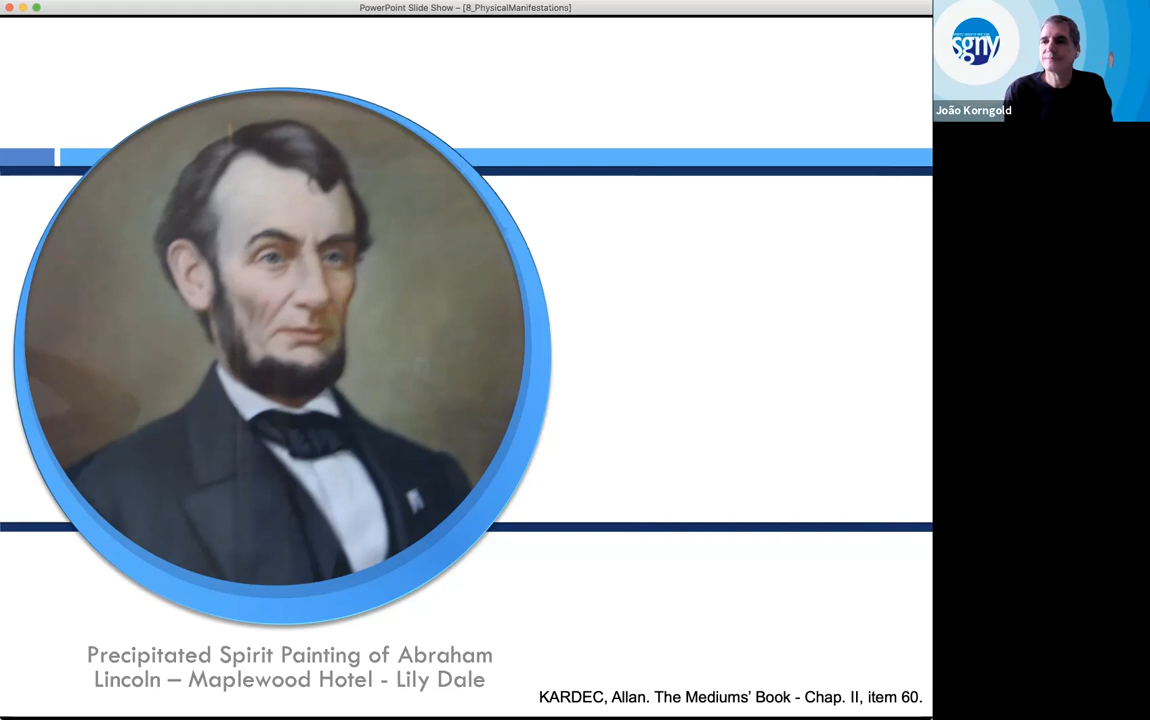 PowerPoint Slide Show – [8_PhysicalManifestations]
sgny
João Korngold
Precipitated Spirit Painting of Abraham
Lincoln – Maplewood Hotel - Lily Dale
KARDEC, Allan. The Mediums’ Book - Chap. II, item 60.